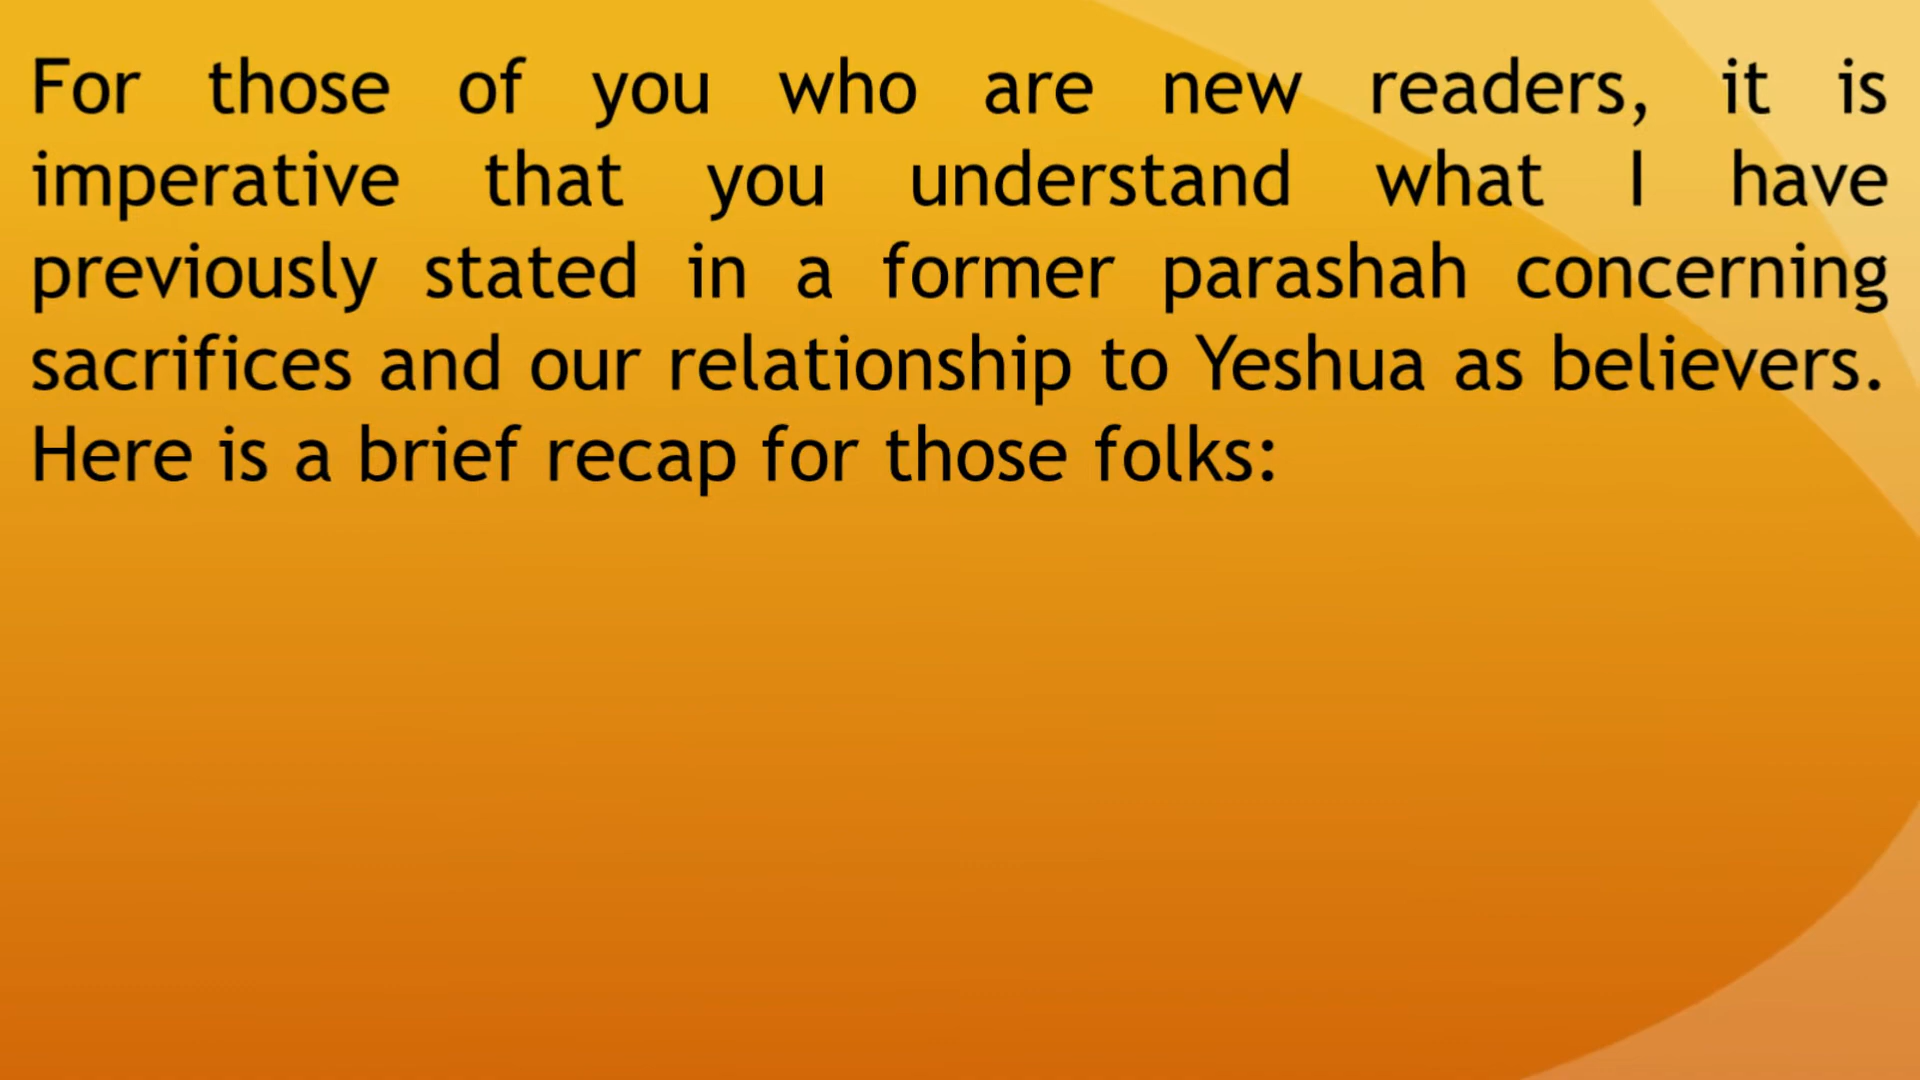 For those of you who are new readers, it is
imperative that you understand what I have
previously stated in a former parashah concerning
sacrifices and our relationship to Yeshua as believers.
Here is a brief recap for those folks: